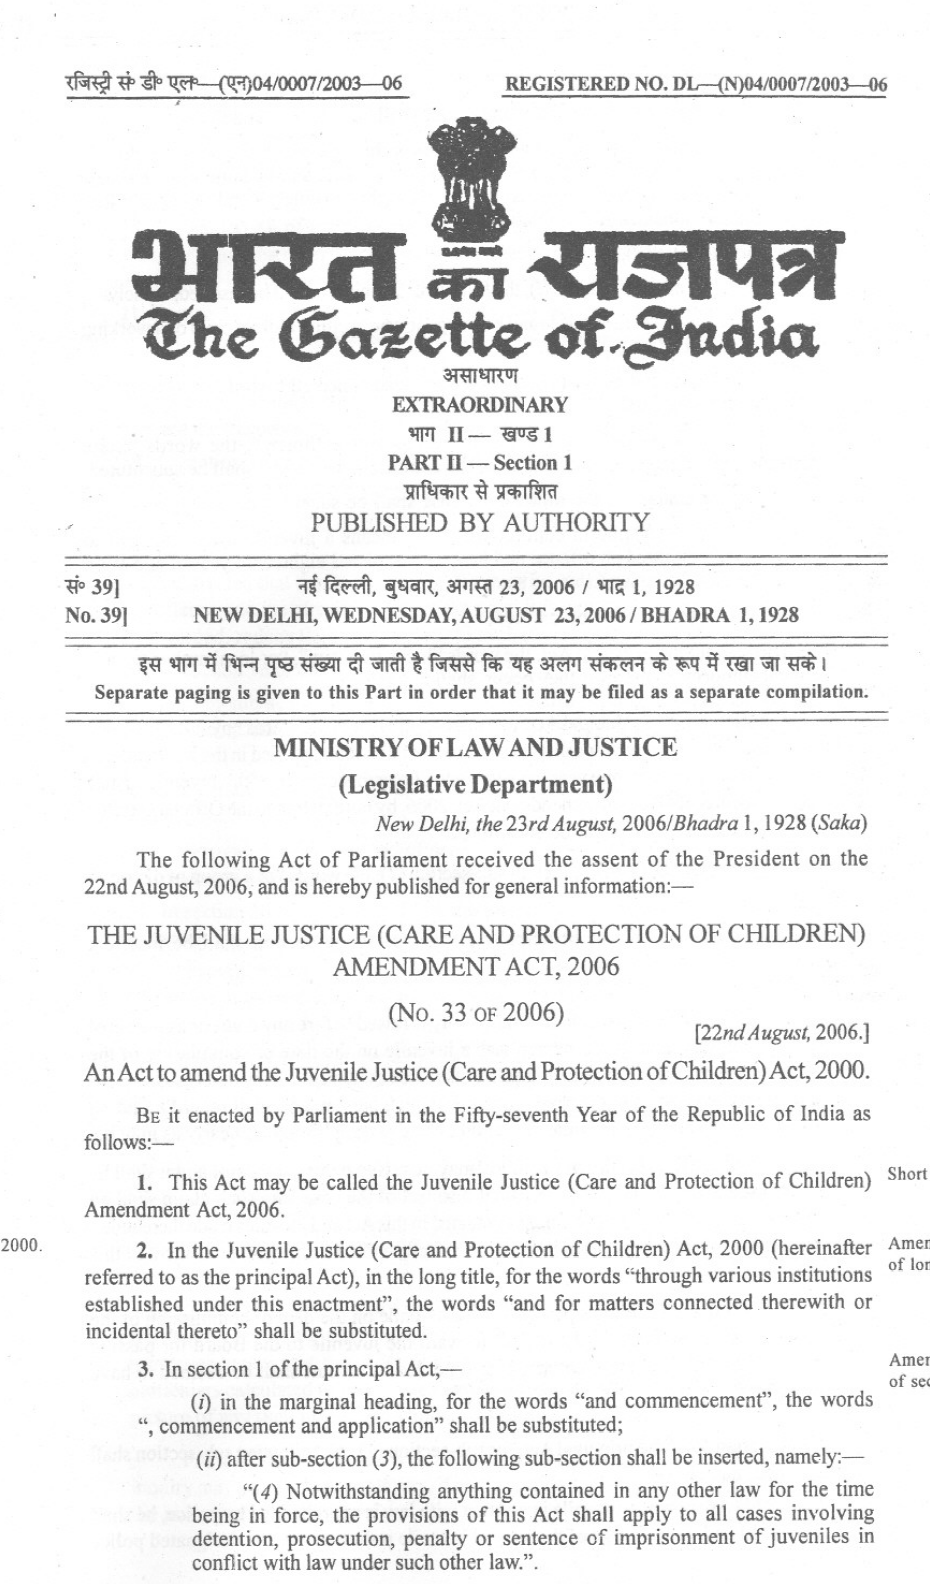 रजिस्ट्री सं० डी० एल०—(एन)04/0007/2003—06
REGISTERED NO. DL—(N)04/0007/2003—06
भारत का राजपत्र
The Gazette of India
असाधारण
EXTRAORDINARY
भाग II — खण्ड 1
PART II — Section 1
प्राधिकार से प्रकाशित
PUBLISHED BY AUTHORITY
सं० 39] नई दिल्ली, बुधवार, अगस्त 23, 2006 / भाद्र 1, 1928
No. 39] NEW DELHI, WEDNESDAY, AUGUST 23, 2006 / BHADRA 1, 1928
इस भाग में भिन्न पृष्ठ संख्या दी जाती है जिससे कि यह अलग संकलन के रूप में रखा जा सके।
Separate paging is given to this Part in order that it may be filed as a separate compilation.
MINISTRY OF LAW AND JUSTICE
(Legislative Department)
New Delhi, the 23rd August, 2006/Bhadra 1, 1928 (Saka)
The following Act of Parliament received the assent of the President on the
22nd August, 2006, and is hereby published for general information:—
THE JUVENILE JUSTICE (CARE AND PROTECTION OF CHILDREN)
AMENDMENT ACT, 2006
(NO. 33 OF 2006)
[22nd August, 2006.]
An Act to amend the Juvenile Justice (Care and Protection of Children) Act, 2000.
BE it enacted by Parliament in the Fifty-seventh Year of the Republic of India as
follows:—
1. This Act may be called the Juvenile Justice (Care and Protection of Children)
Amendment Act, 2006.
Short
2000.
2. In the Juvenile Justice (Care and Protection of Children) Act, 2000 (hereinafter
referred to as the principal Act), in the long title, for the words “through various institutions
established under this enactment”, the words “and for matters connected therewith or
incidental thereto” shall be substituted.
Amen
of lon
3. In section 1 of the principal Act,—
Amen
of sec
(i) in the marginal heading, for the words “and commencement”, the words
“, commencement and application” shall be substituted;
(ii) after sub-section (3), the following sub-section shall be inserted, namely:—
“(4) Notwithstanding anything contained in any other law for the time
being in force, the provisions of this Act shall apply to all cases involving
detention, prosecution, penalty or sentence of imprisonment of juveniles in
conflict with law under such other law.”.